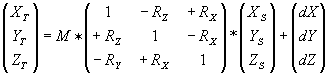 (X_T) (1 − R_Z + R_X) (X_S) (dX)
(Y_T) = M * (+ R_Z 1 − R_X) * (Y_S) + (dY)
(Z_T) (− R_Y + R_X 1) (Z_S) (dZ)